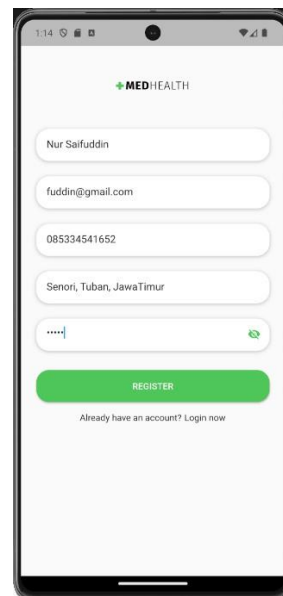 1:14
MEDHEALTH
Nur Saifuddin
fuddin@gmail.com
085334541652
Senori, Tuban, JawaTimur
•••••
REGISTER
Already have an account? Login now